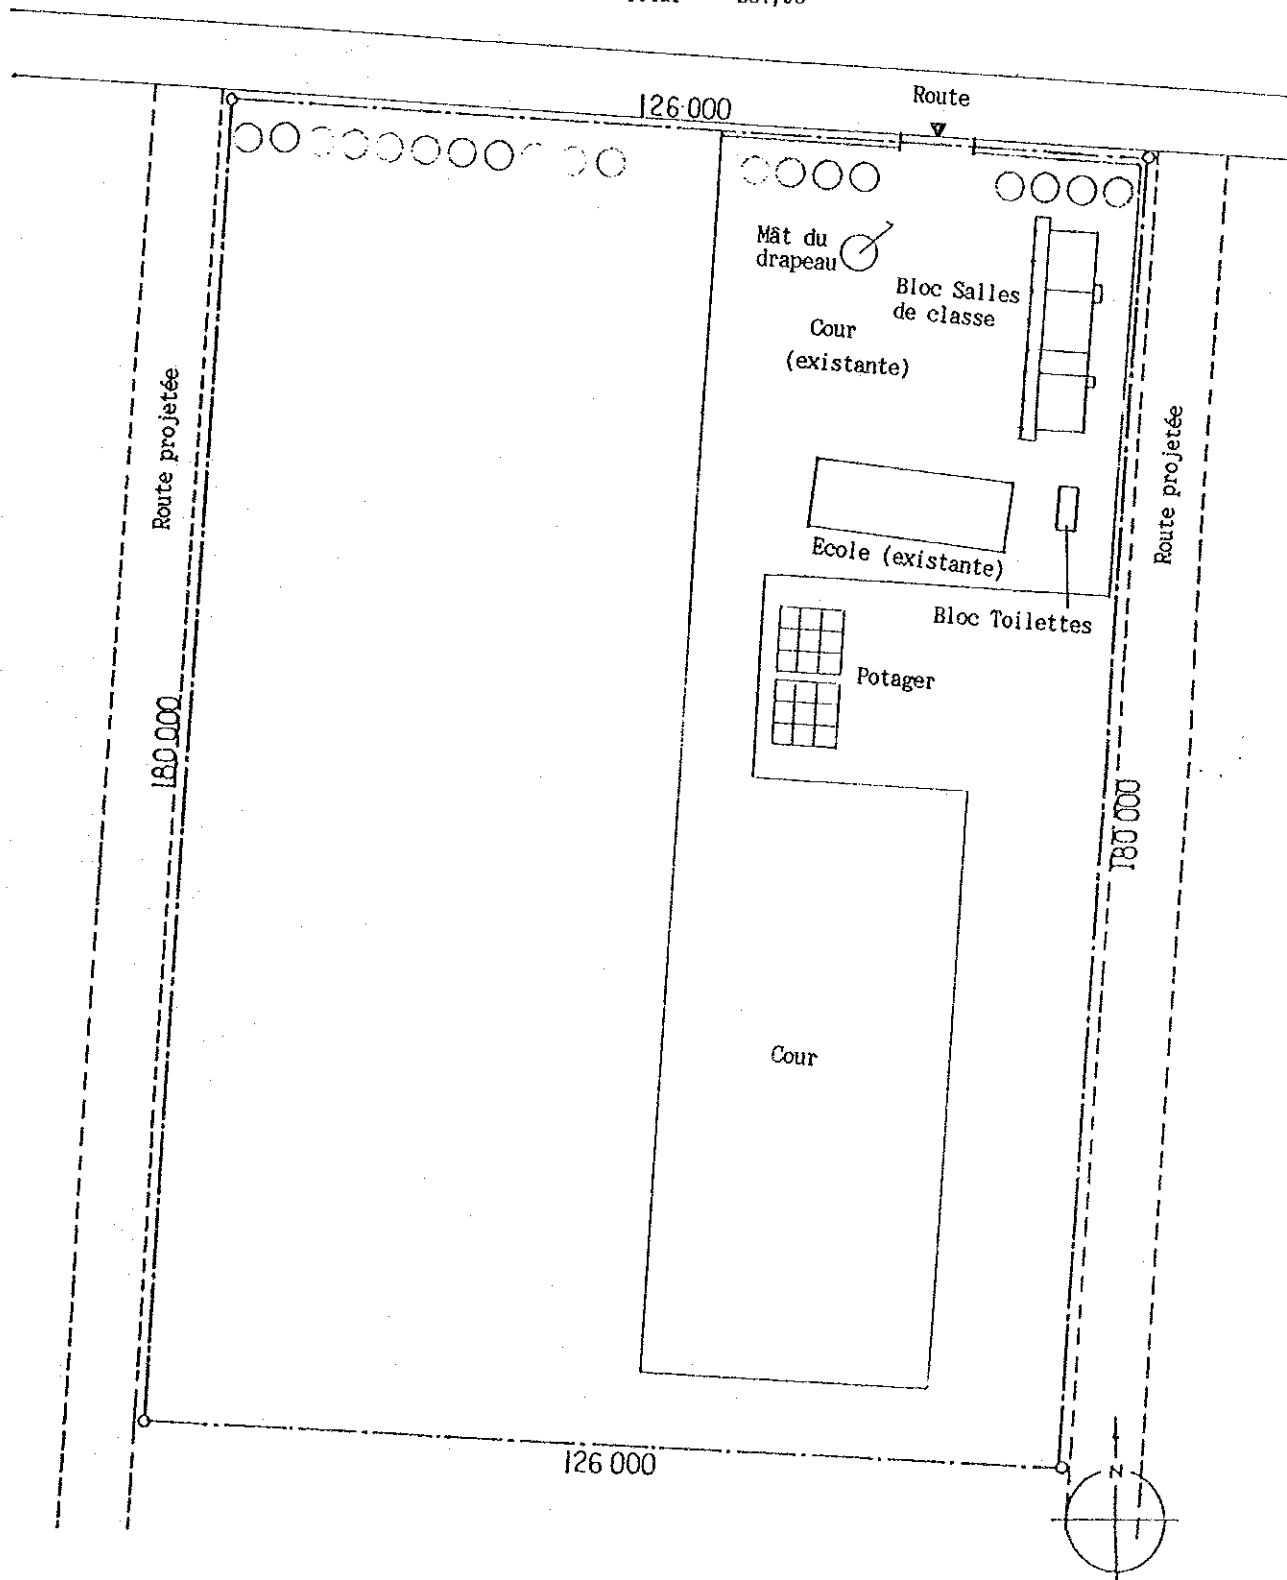 126 000
Route
Mât du
drapeau
Bloc Salles
de classe
Cour
(existante)
Route projetée
Route projetée
Ecole (existante)
Bloc Toilettes
Potager
180 000
180 000
Cour
126 000
N